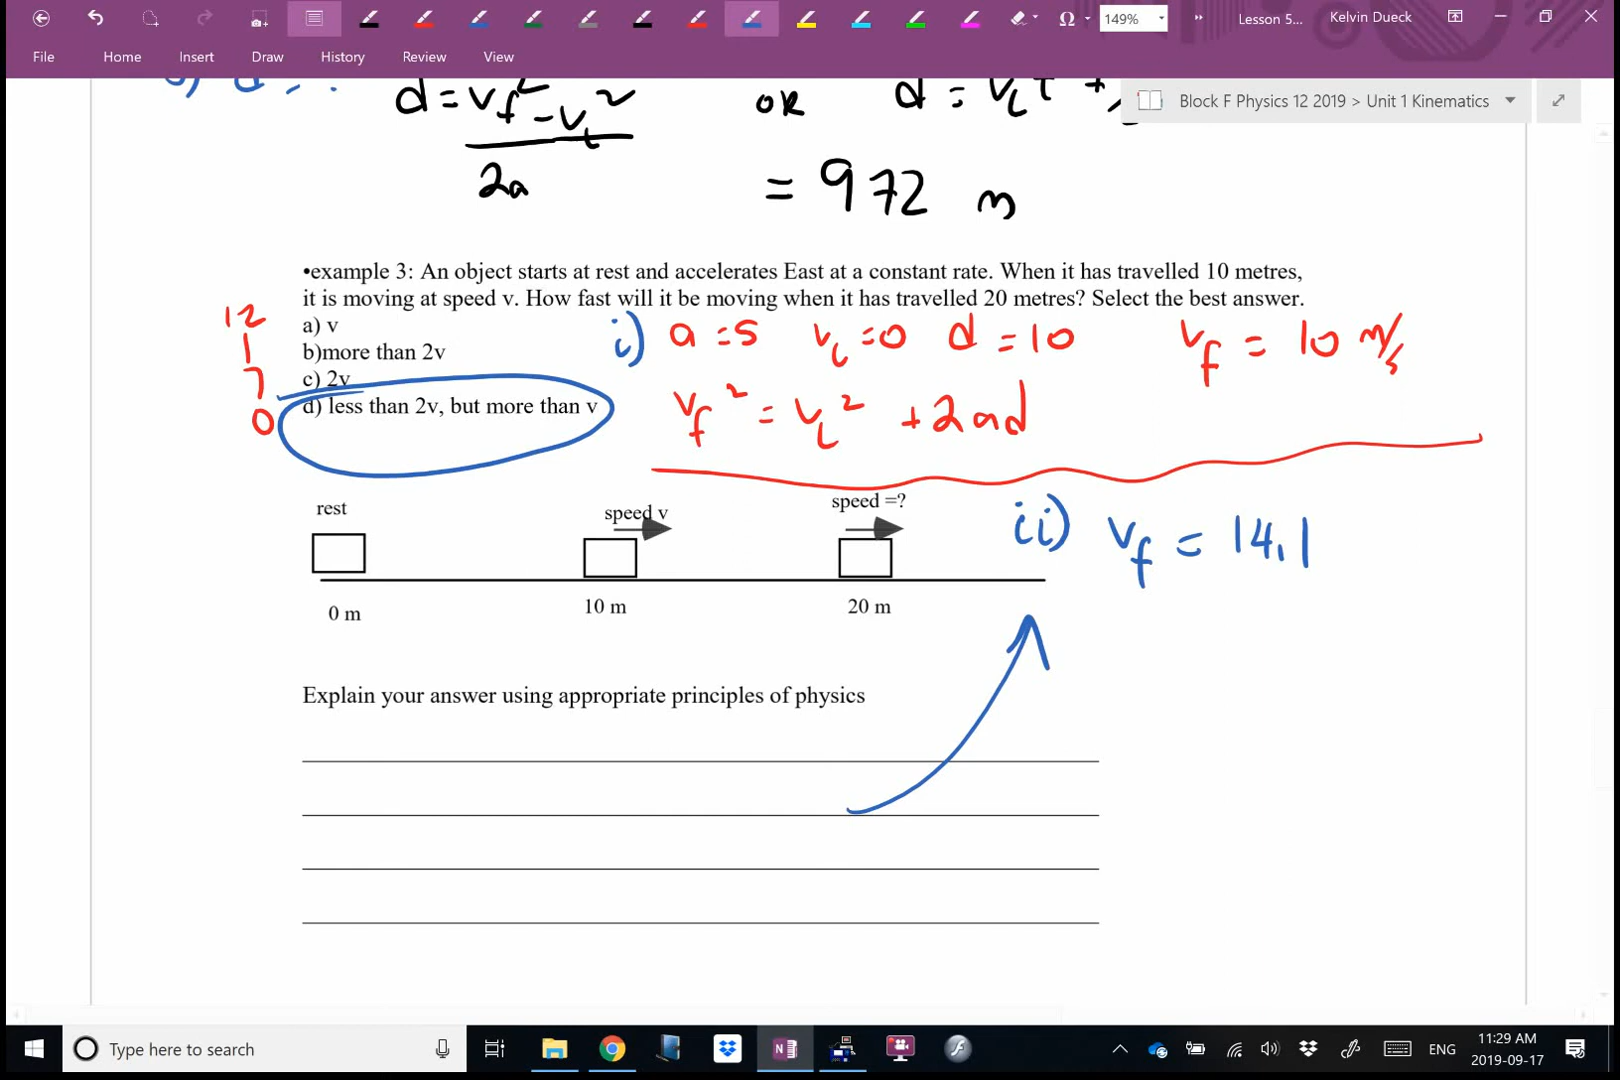 149%
Lesson 5...
Kelvin Dueck
File
Home
Insert
Draw
History
Review
View
Block F Physics 12 2019 > Unit 1 Kinematics
d = vf² - vi²
2a
OR
d = vit +
= 972 m
•example 3: An object starts at rest and accelerates East at a constant rate. When it has travelled 10 metres,
it is moving at speed v. How fast will it be moving when it has travelled 20 metres? Select the best answer.
12
a) v
1
b)more than 2v
7
c) 2v
0
d) less than 2v, but more than v
i) a = 5 vi = 0 d = 10 vf = 10 m/s
vf² = vi² + 2ad
rest
speed v
speed =?
ii) vf = 14.1
0 m
10 m
20 m
Explain your answer using appropriate principles of physics
Type here to search
ENG
11:29 AM
2019-09-17